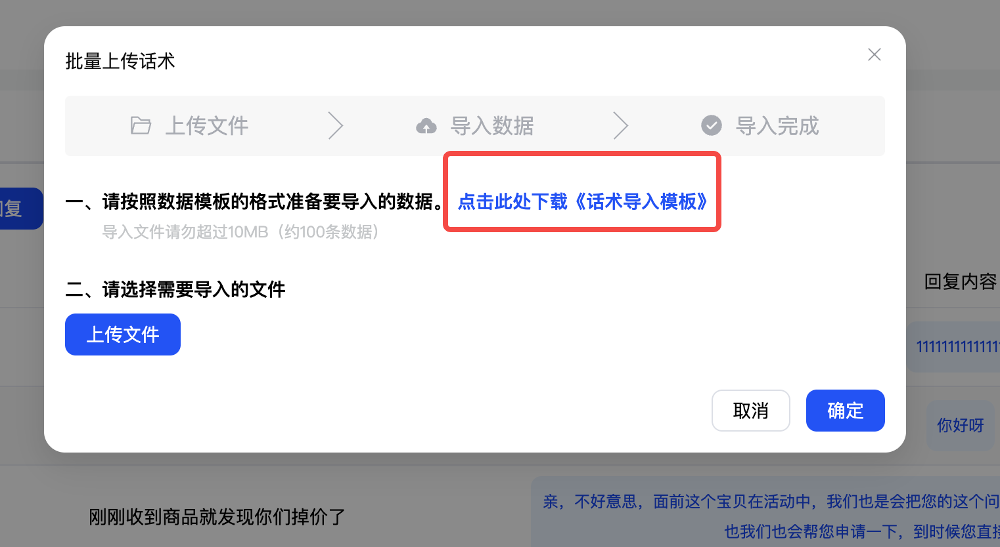 批量上传话术
上传文件
导入数据
导入完成
一、请按照数据模板的格式准备要导入的数据。 点击此处下载《话术导入模板》
复
导入文件请勿超过10MB（约100条数据）
回复内容
二、请选择需要导入的文件
上传文件
取消
确定
你好呀
亲，不好意思，面前这个宝贝在活动中，我们也是会把您的这个问
刚刚收到商品就发现你们掉价了
也我们也会帮您申请一下，到时候您直接